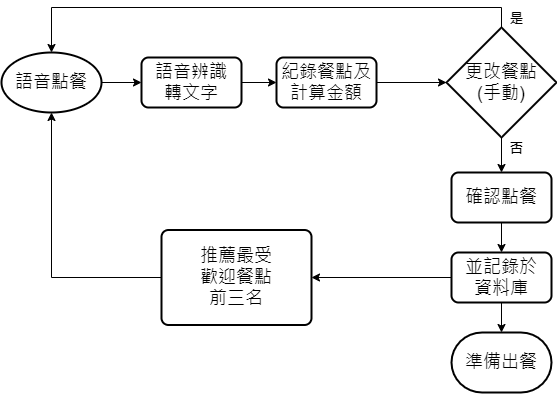 是
語音點餐
語音辨識
轉文字
紀錄餐點及
計算金額
更改餐點
(手動)
否
確認點餐
推薦最受
歡迎餐點
前三名
並記錄於
資料庫
準備出餐